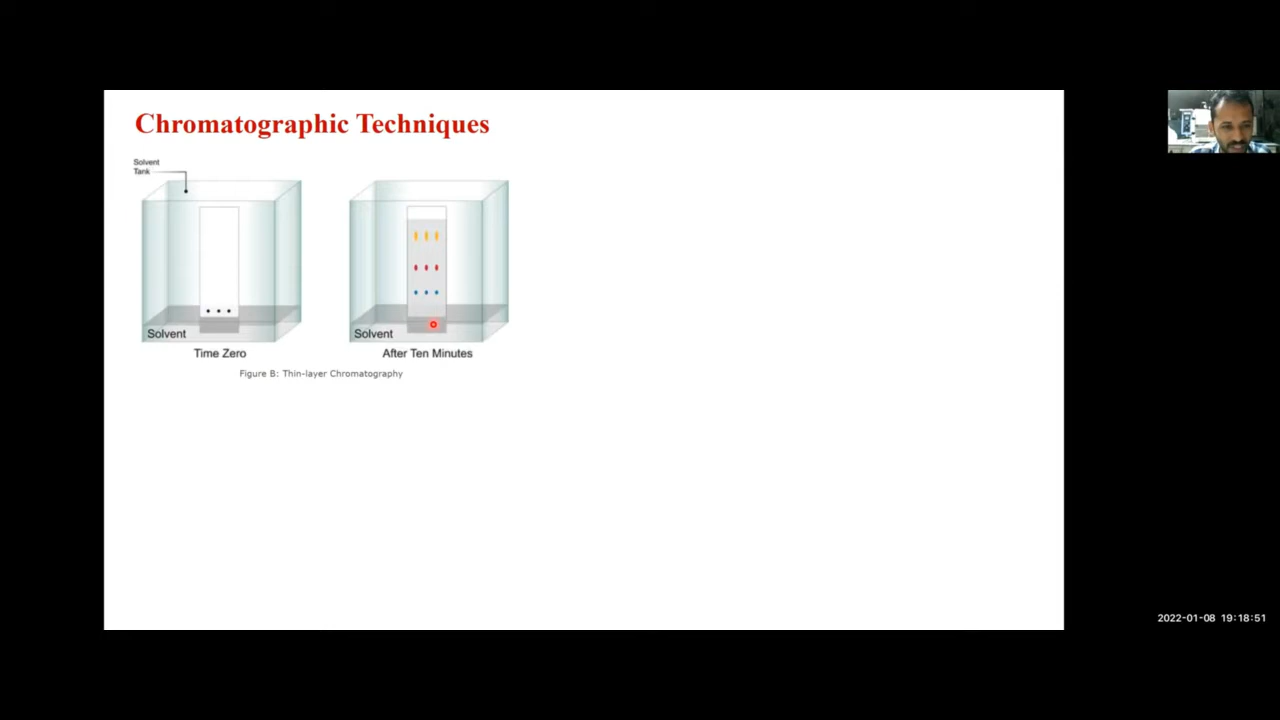 Chromatographic Techniques
Solvent
Tank
Solvent
Solvent
Time Zero
After Ten Minutes
Figure B: Thin-layer Chromatography
2022-01-08 19:18:51